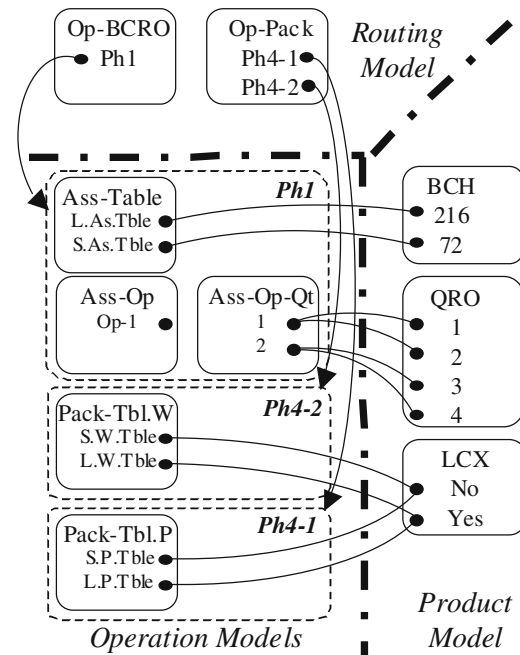 Op-BCRO
Ph1
Op-Pack
Ph4-1
Ph4-2
Routing
Model
Ph1
Ass-Table
L.As.Tble
S.As.Tble
BCH
216
72
Ass-Op
Op-1
Ass-Op-Qt
1
2
QRO
1
2
3
4
Ph4-2
Pack-Tbl.W
S.W.Tble
L.W.Tble
LCX
No
Yes
Ph4-1
Pack-Tbl.P
S.P.Tble
L.P.Tble
Operation Models
Product
Model